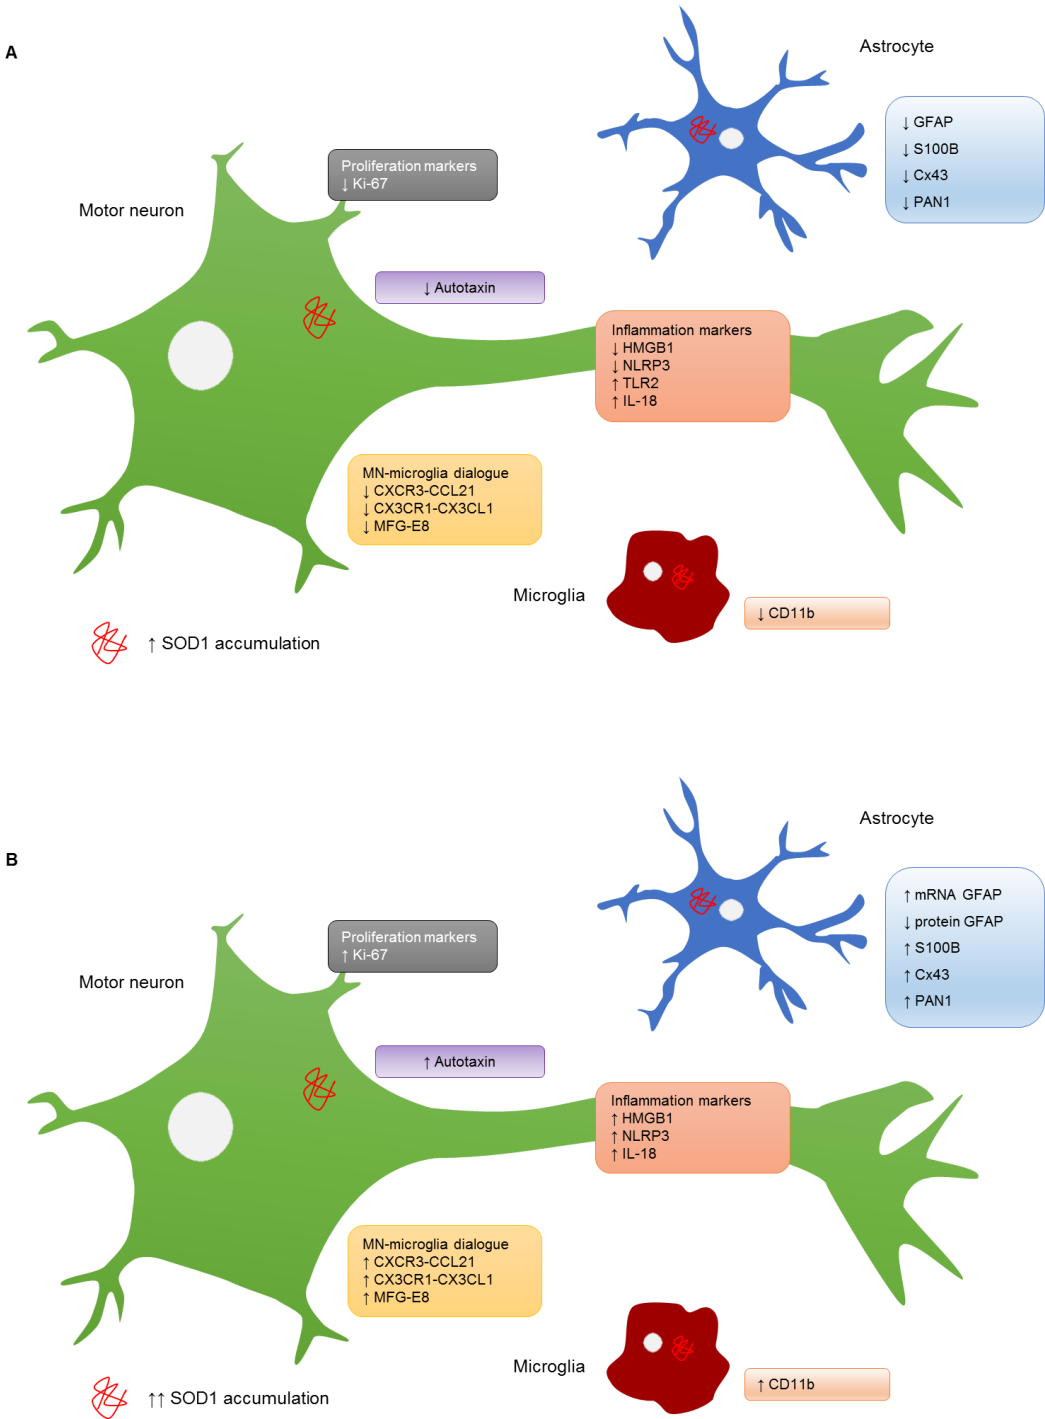 A
Astrocyte
↓ GFAP
↓ S100B
↓ Cx43
↓ PAN1
Proliferation markers
↓ Ki-67
Motor neuron
↓ Autotaxin
Inflammation markers
↓ HMGB1
↓ NLRP3
↑ TLR2
↑ IL-18
MN-microglia dialogue
↓ CXCR3-CCL21
↓ CX3CR1-CX3CL1
↓ MFG-E8
Microglia
↓ CD11b
↑ SOD1 accumulation
B
Astrocyte
↑ mRNA GFAP
↓ protein GFAP
↑ S100B
↑ Cx43
↑ PAN1
Proliferation markers
↑ Ki-67
Motor neuron
↑ Autotaxin
Inflammation markers
↑ HMGB1
↑ NLRP3
↑ IL-18
MN-microglia dialogue
↑ CXCR3-CCL21
↑ CX3CR1-CX3CL1
↑ MFG-E8
Microglia
↑ CD11b
↑↑ SOD1 accumulation